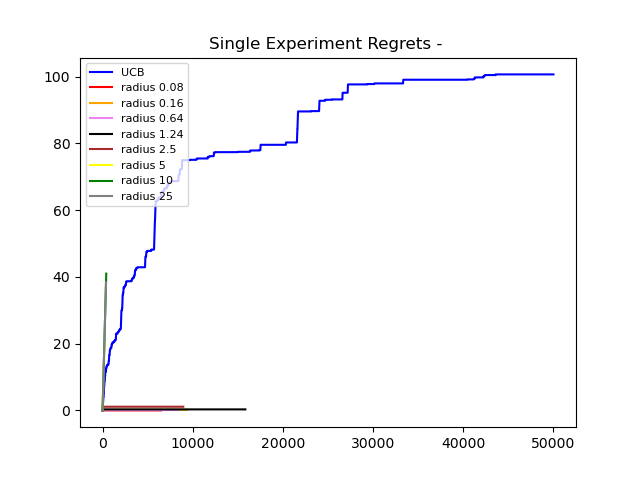 Single Experiment Regrets -
UCB
radius 0.08
radius 0.16
radius 0.64
radius 1.24
radius 2.5
radius 5
radius 10
radius 25
100
80
60
40
20
0
0 10000 20000 30000 40000 50000